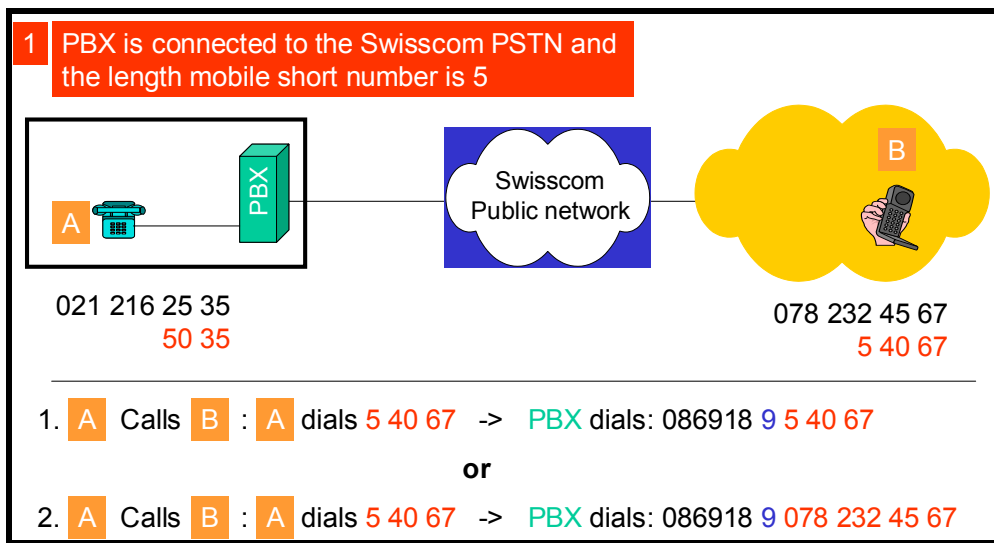 1 PBX is connected to the Swisscom PSTN and
the length mobile short number is 5
A
PBX
Swisscom
Public network
B
021 216 25 35
50 35
078 232 45 67
5 40 67
1. A Calls B : A dials 5 40 67 -> PBX dials: 086918 9 5 40 67
or
2. A Calls B : A dials 5 40 67 -> PBX dials: 086918 9 078 232 45 67